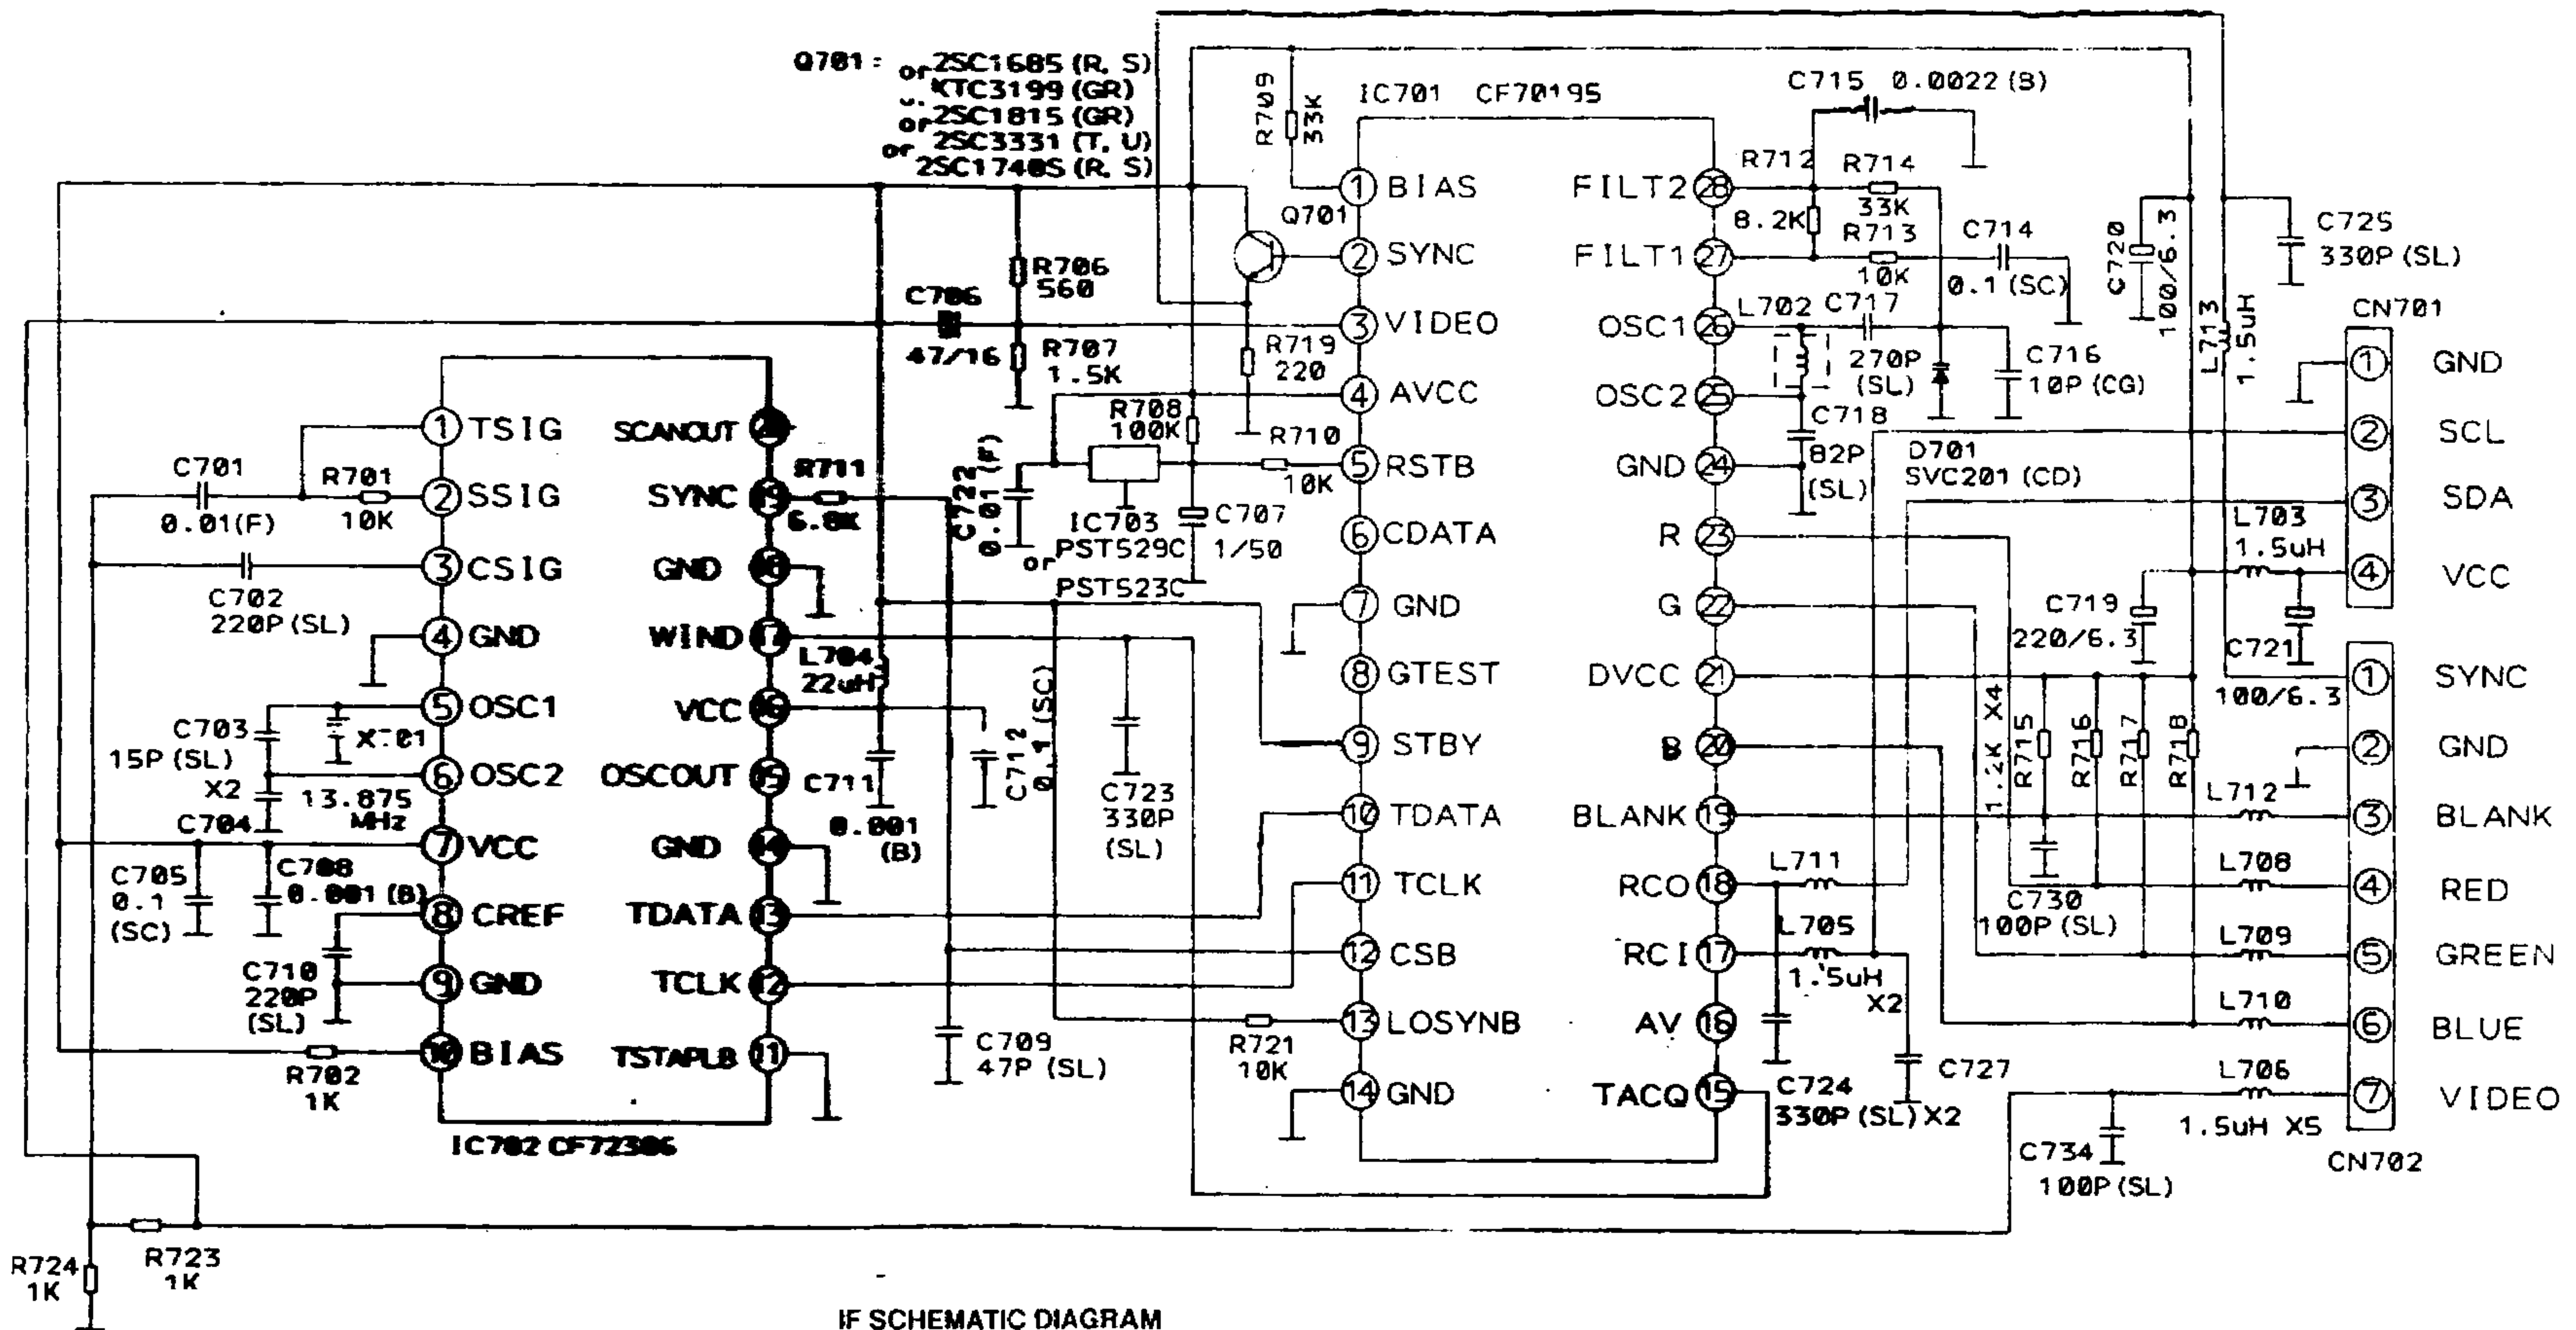 Q701 = or 2SC1685 (R, S)
KTC3199 (GR)
or 2SC1815 (GR)
or 2SC3331 (T, U)
2SC1740S (R, S)
R709
33K
IC701 CF70195
C715 0.0022 (B)
1 BIAS
2 SYNC
3 VIDEO
4 AVCC
5 RSTB
6 CDATA
7 GND
8 GTEST
9 STBY
10 TDATA
11 TCLK
12 CSB
13 LOSYNB
14 GND
FILT2 28
FILT1 27
OSC1 26
OSC2 25
GND 24
R 23
G 22
DVCC 21
B 20
BLANK 19
RCO 18
RCI 17
AV 16
TACQ 15
Q701
R712
8.2K
R714
33K
R713
10K
C714
0.1 (SC)
L702
C717
270P
(SL)
C716
10P (CG)
C718
82P
(SL)
D701
SVC201 (CD)
C720
100/6.3
L713
1.5uH
C725
330P (SL)
CN701
1 GND
2 SCL
3 SDA
4 VCC
L703
1.5uH
C719
220/6.3
C721
100/6.3
1 SYNC
2 GND
3 BLANK
4 RED
5 GREEN
6 BLUE
7 VIDEO
CN702
1.2K X4
R715
R716
R717
R718
L712
L708
L709
L710
L706
1.5uH X5
C730
100P (SL)
C734
100P (SL)
L711
L705
1.5uH
X2
C724
330P (SL) X2
C727
R706
560
C706
47/16
R707
1.5K
R719
220
R708
100K
R710
10K
C722
0.01 (F)
IC703
PST529C
or
PST523C
C707
1/50
1 TSIG
2 SSIG
3 CSIG
4 GND
5 OSC1
6 OSC2
7 VCC
8 CREF
9 GND
10 BIAS
SCANOUT 20
SYNC 19
GND 18
WIND 17
VCC 16
OSCOUT 15
GND 14
TDATA 13
TCLK 12
TSTAPLB 11
IC702 CF72306
C701
0.01(F)
R701
10K
C702
220P (SL)
C703
15P (SL)
X2
C704
X701
13.875
MHz
C705
0.1
(SC)
C708
0.001 (B)
C710
220P
(SL)
R702
1K
R711
6.8K
L704
22uH
C711
0.001
(B)
C712
0.1 (SC)
C723
330P
(SL)
C709
47P (SL)
R721
10K
R724
1K
R723
1K
IF SCHEMATIC DIAGRAM